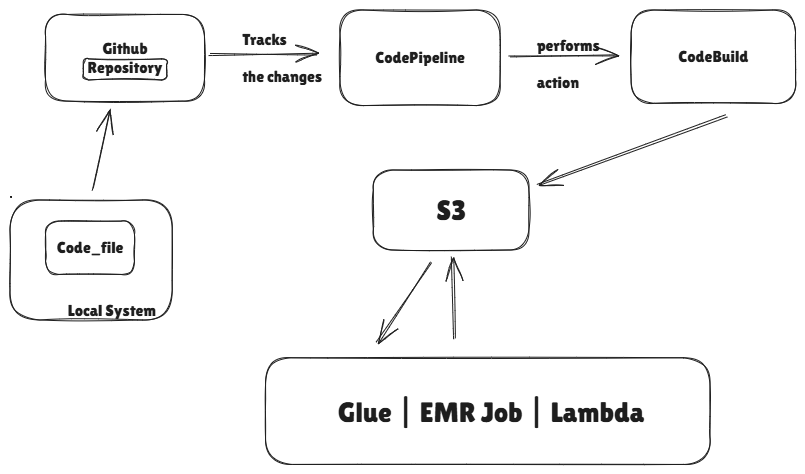 Github
Repository
Tracks
the changes
CodePipeline
performs
action
CodeBuild
S3
Code_file
Local System
Glue | EMR Job | Lambda